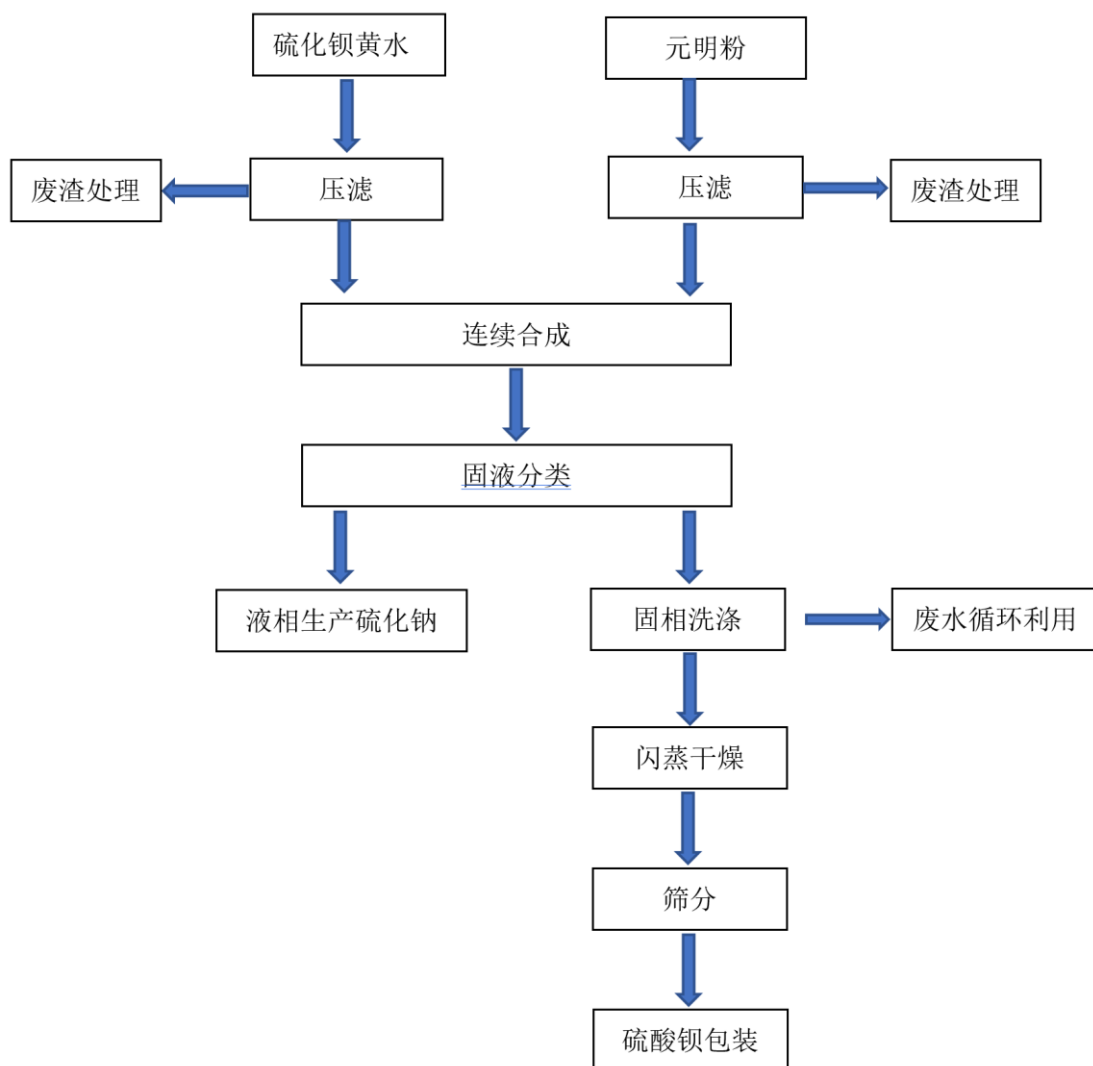 硫化钡黄水
元明粉
废渣处理
压滤
压滤
废渣处理
连续合成
固液分类
液相生产硫化钠
固相洗涤
废水循环利用
闪蒸干燥
筛分
硫酸钡包装